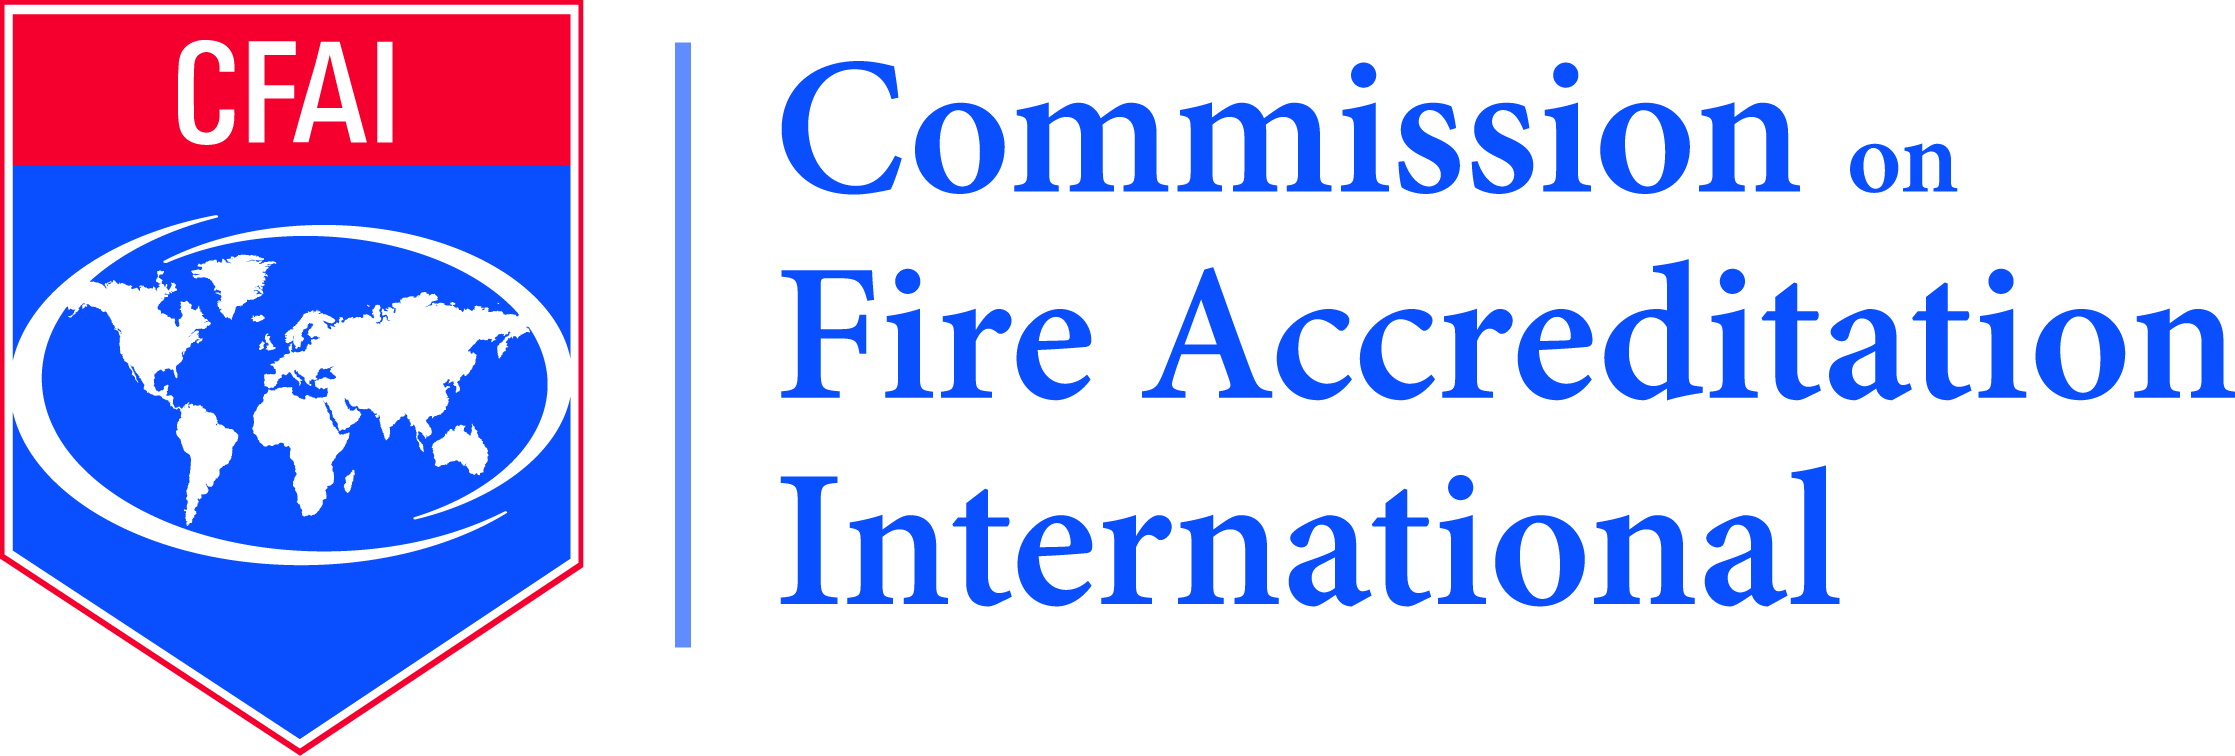 CFAI
Commission on
Fire Accreditation
International